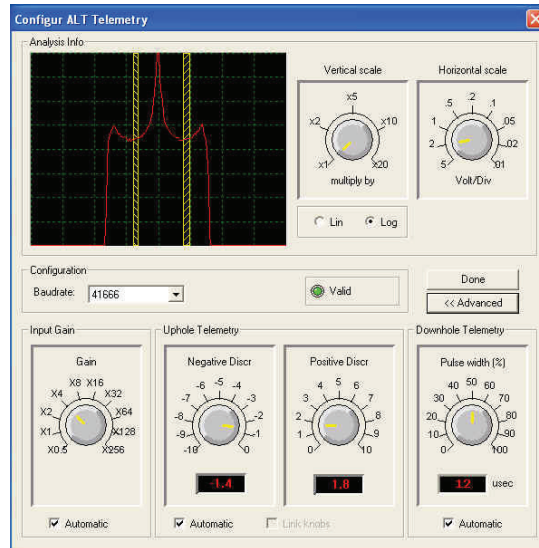 Configur ALT Telemetry
Analysis Info
Vertical scale
x1
x2
x5
x10
x20
multiply by
Horizontal scale
5
2
1
.5
.2
.1
.05
.02
.01
Volt/Div
Lin
Log
Configuration
Baudrate:
41666
Valid
Done
<< Advanced
Input Gain
Gain
X0.5
X1
X2
X4
X8
X16
X32
X64
X128
X256
Automatic
Uphole Telemetry
Negative Discr
-10
-9
-8
-7
-6
-5
-4
-3
-2
-1
0
-1.4
Automatic
Positive Discr
0
1
2
3
4
5
6
7
8
9
10
1.8
Link knobs
Downhole Telemetry
Pulse width (%)
0
10
20
30
40
50
60
70
80
90
100
12
usec
Automatic